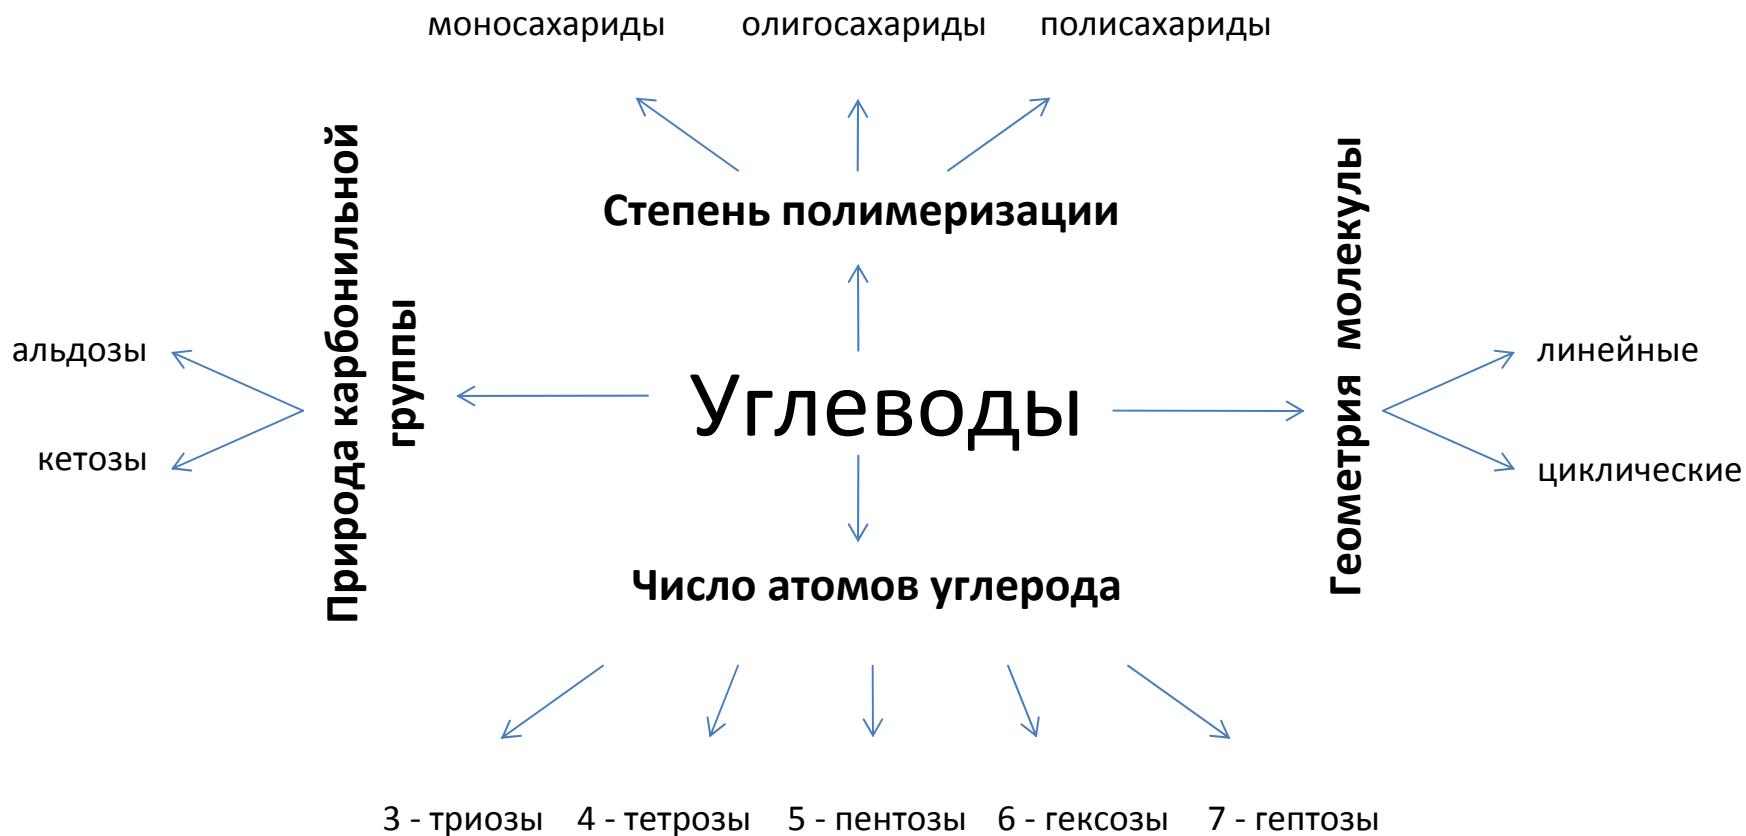 моносахариды олигосахариды полисахариды
Степень полимеризации
Природа карбонильной
группы
альдозы
кетозы
Углеводы
Геометрия молекулы
линейные
циклические
Число атомов углерода
3 - триозы 4 - тетрозы 5 - пентозы 6 - гексозы 7 - гептозы